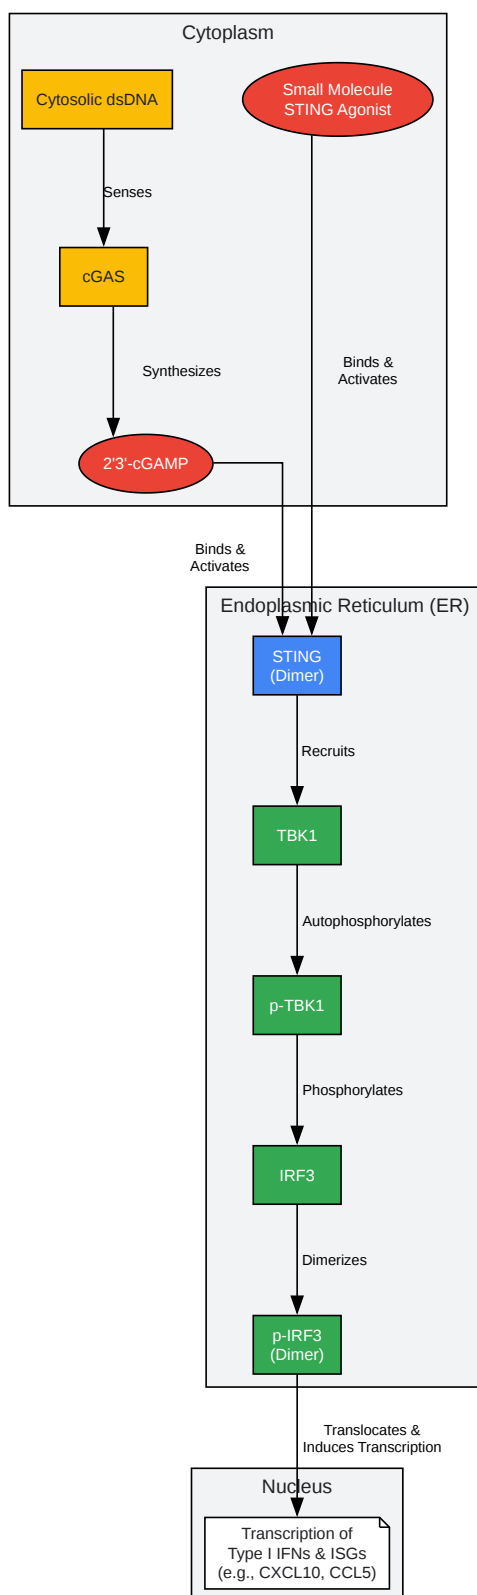 Cytoplasm
Cytosolic dsDNA
Small Molecule
STING Agonist
Senses
cGAS
Synthesizes
Binds &
Activates
2'3'-cGAMP
Binds &
Activates
Endoplasmic Reticulum (ER)
STING
(Dimer)
Recruits
TBK1
Autophosphorylates
p-TBK1
Phosphorylates
IRF3
Dimerizes
p-IRF3
(Dimer)
Translocates &
Induces Transcription
Nucleus
Transcription of
Type I IFNs & ISGs
(e.g., CXCL10, CCL5)